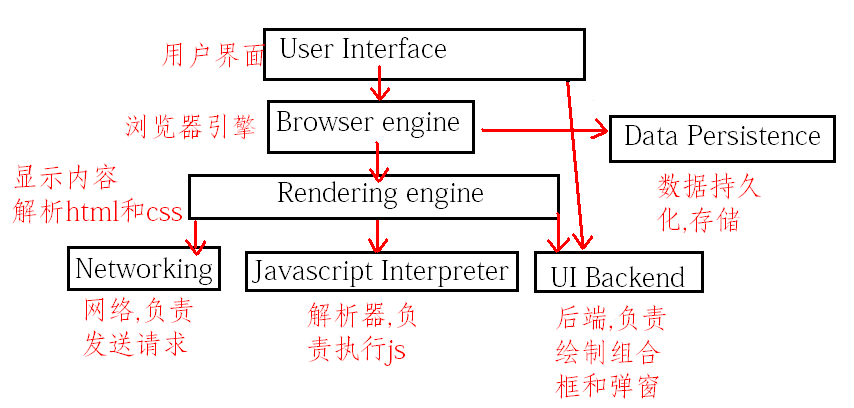 用户界面
User Interface
浏览器引擎
Browser engine
Data Persistence
数据持久
化,存储
显示内容
解析html和css
Rendering engine
Networking
网络,负责
发送请求
Javascript Interpreter
解析器,负
责执行js
UI Backend
后端,负责
绘制组合
框和弹窗